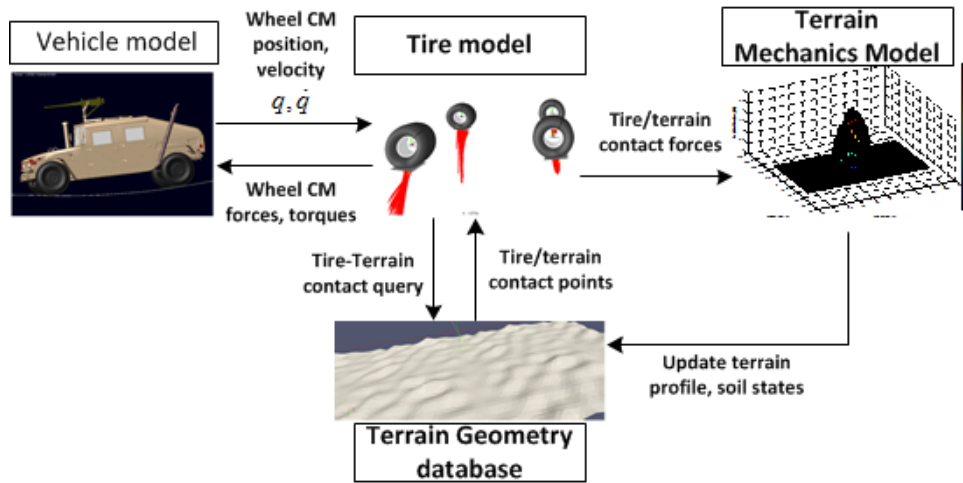 Vehicle model
Wheel CM
position,
velocity
q, q̇
Tire model
Terrain
Mechanics Model
Tire/terrain
contact forces
Wheel CM
forces, torques
Tire-Terrain
contact query
Tire/terrain
contact points
Update terrain
profile, soil states
Terrain Geometry
database